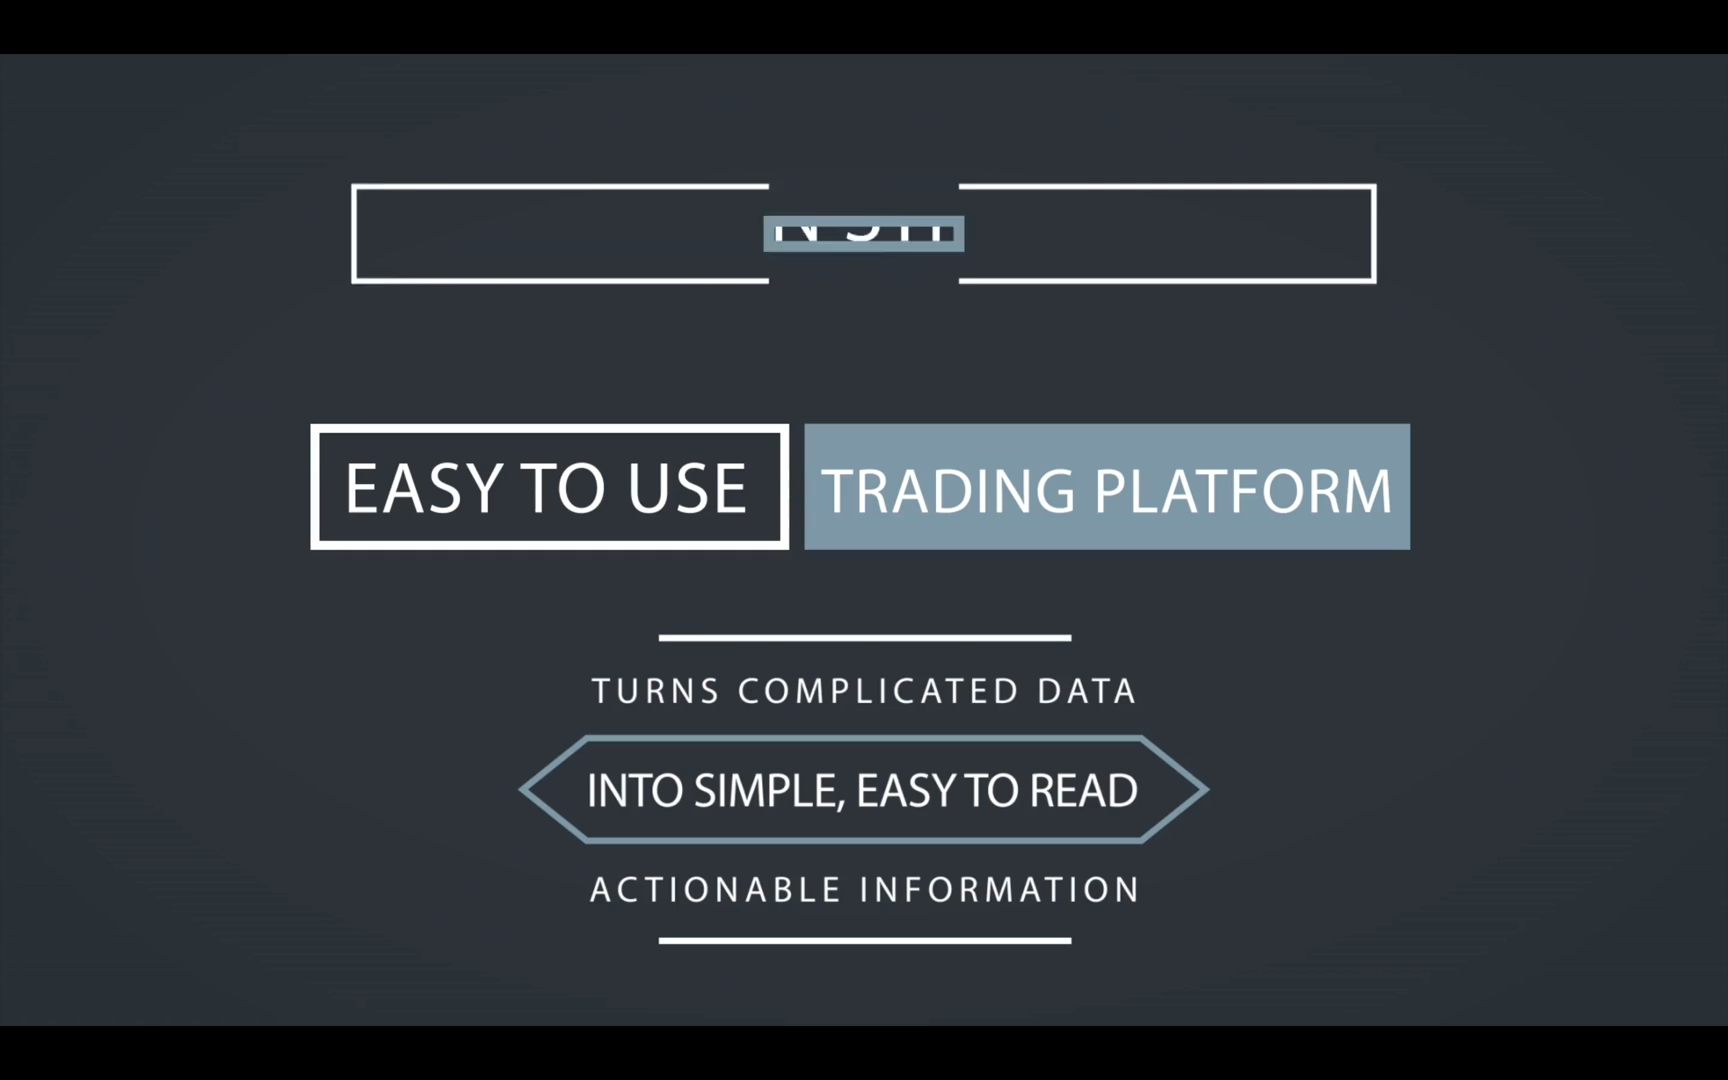 EASY TO USE TRADING PLATFORM
TURNS COMPLICATED DATA
INTO SIMPLE, EASY TO READ
ACTIONABLE INFORMATION